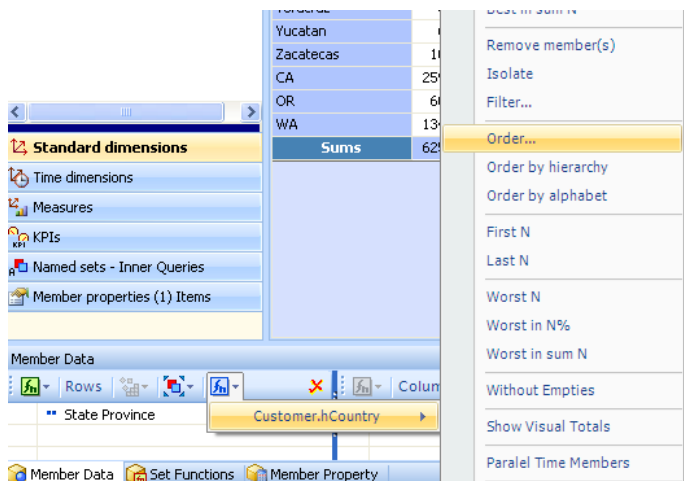 Yucatan
Zacatecas
CA
OR
WA
Sums
Standard dimensions
Time dimensions
Measures
KPIs
Named sets - Inner Queries
Member properties (1) Items
Member Data
Rows
Colum
State Province
Customer.hCountry
Member Data
Set Functions
Member Property
Best in sum N
Remove member(s)
Isolate
Filter...
Order...
Order by hierarchy
Order by alphabet
First N
Last N
Worst N
Worst in N%
Worst in sum N
Without Empties
Show Visual Totals
Paralel Time Members